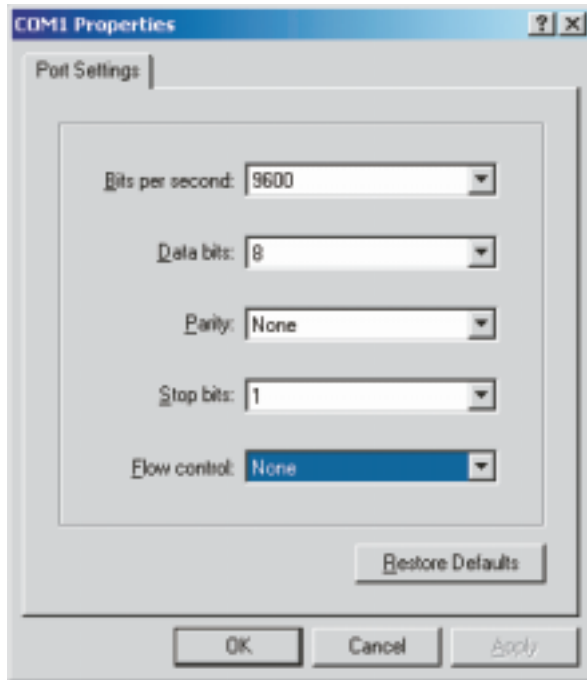 COM1 Properties
Port Settings
Bits per second: 9600
Data bits: 8
Parity: None
Stop bits: 1
Flow control: None
Restore Defaults
OK Cancel Apply